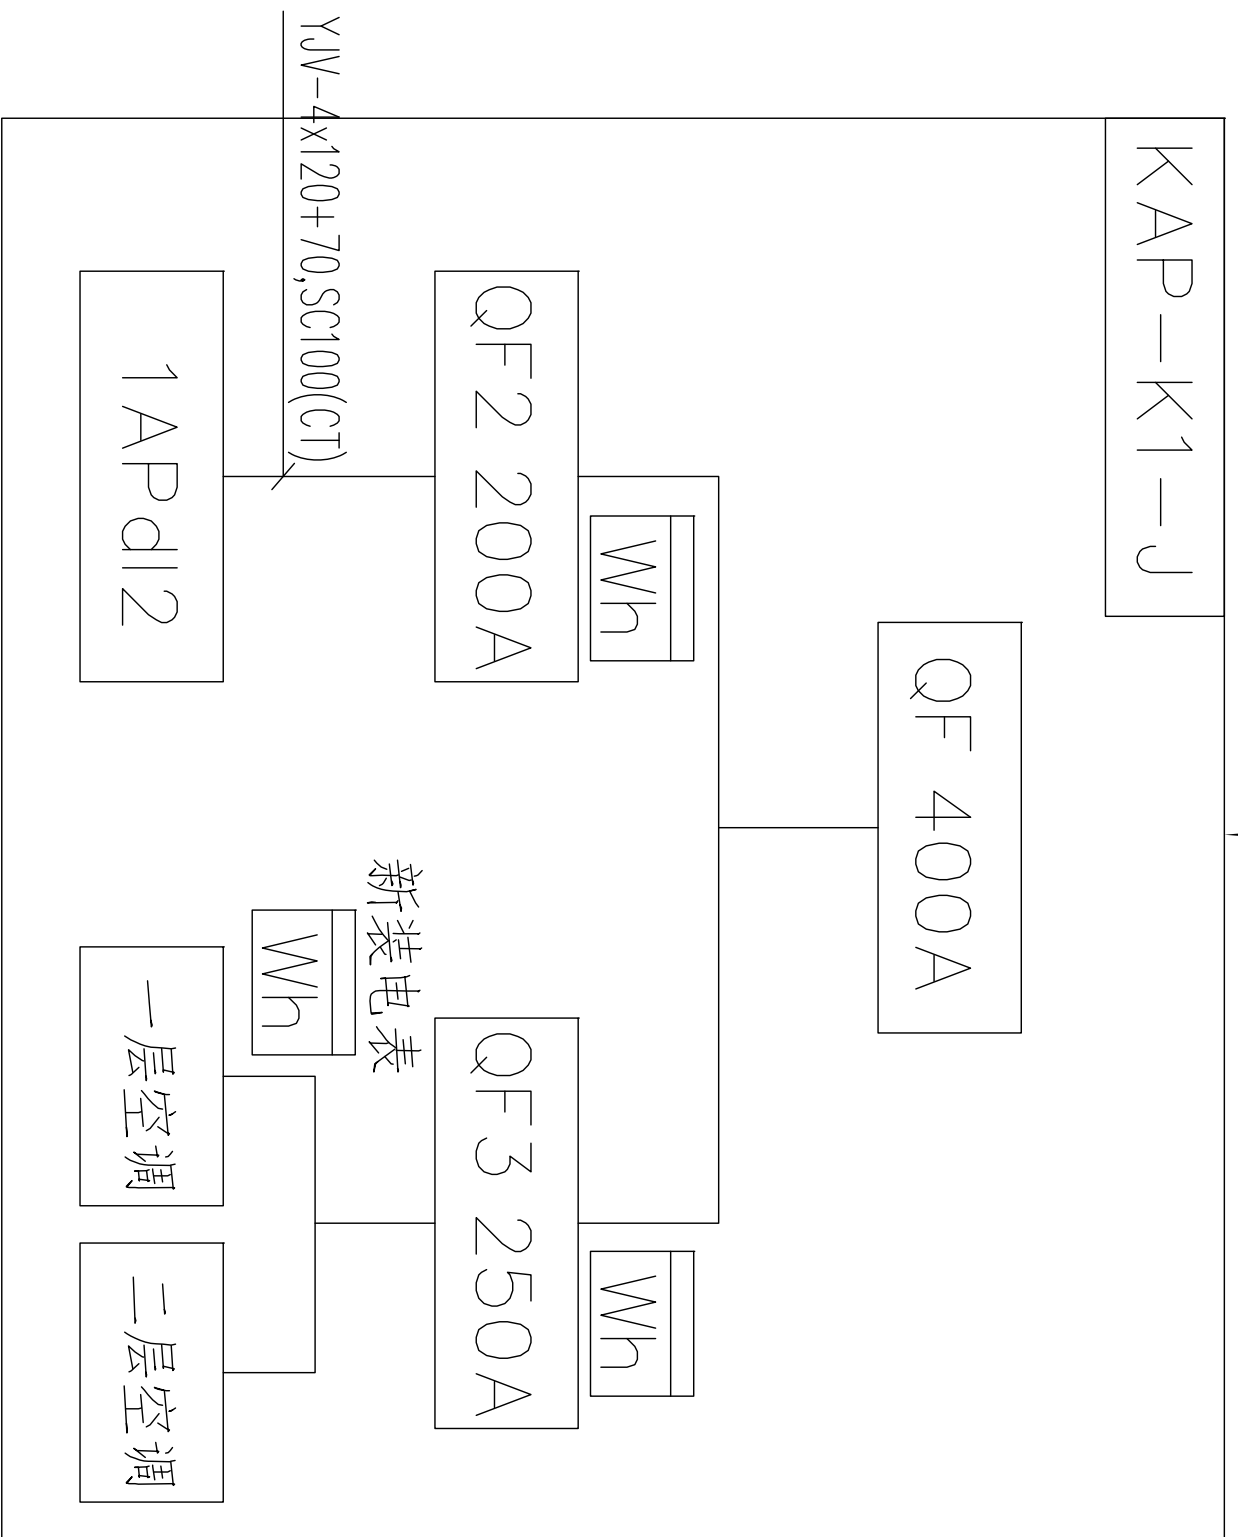 KAP-K1-J
QF 400A
Wh
Wh
QF2 200A
QF3 250A
新装电表
YJV-4x120+70,SC100(CT)
Wh
1APdl2
一层空调
二层空调